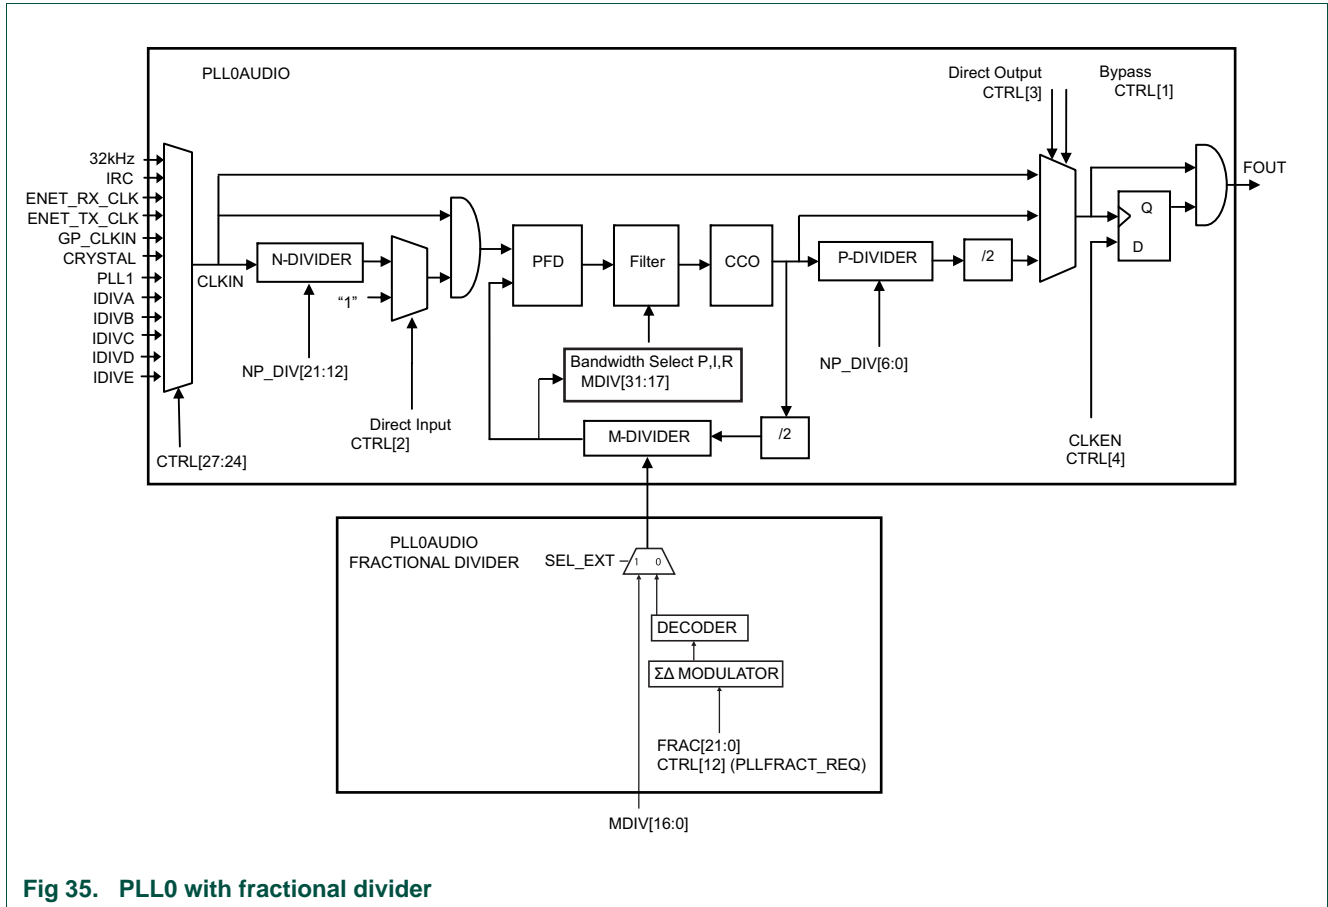 PLL0AUDIO
Direct Output
CTRL[3]
Bypass
CTRL[1]
32kHz
IRC
ENET_RX_CLK
ENET_TX_CLK
GP_CLKIN
CRYSTAL
PLL1
IDIVA
IDIVB
IDIVC
IDIVD
IDIVE
CTRL[27:24]
CLKIN
N-DIVIDER
NP_DIV[21:12]
“1”
Direct Input
CTRL[2]
PFD
Filter
CCO
P-DIVIDER
/2
NP_DIV[6:0]
Bandwidth Select P,I,R
MDIV[31:17]
M-DIVIDER
/2
Q
D
FOUT
CLKEN
CTRL[4]
PLL0AUDIO
FRACTIONAL DIVIDER
SEL_EXT
1 0
DECODER
ΣΔ MODULATOR
FRAC[21:0]
CTRL[12] (PLLFRACT_REQ)
MDIV[16:0]
Fig 35. PLL0 with fractional divider